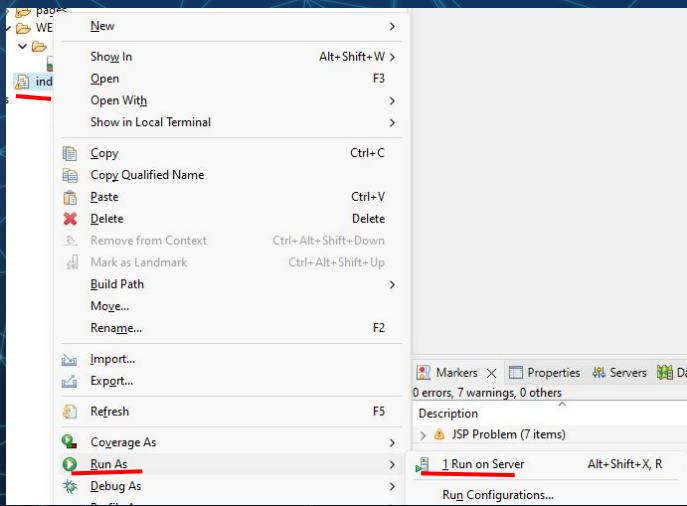 pages
WE
ind
New
Show In Alt+Shift+W
Open F3
Open With
Show in Local Terminal
Copy Ctrl+C
Copy Qualified Name
Paste Ctrl+V
Delete Delete
Remove from Context Ctrl+Alt+Shift+Down
Mark as Landmark Ctrl+Alt+Shift+Up
Build Path
Move...
Rename... F2
Import...
Export...
Refresh F5
Coverage As
Run As
Debug As
Markers Properties Servers Da
0 errors, 7 warnings, 0 others
Description
JSP Problem (7 items)
1 Run on Server Alt+Shift+X, R
Run Configurations...